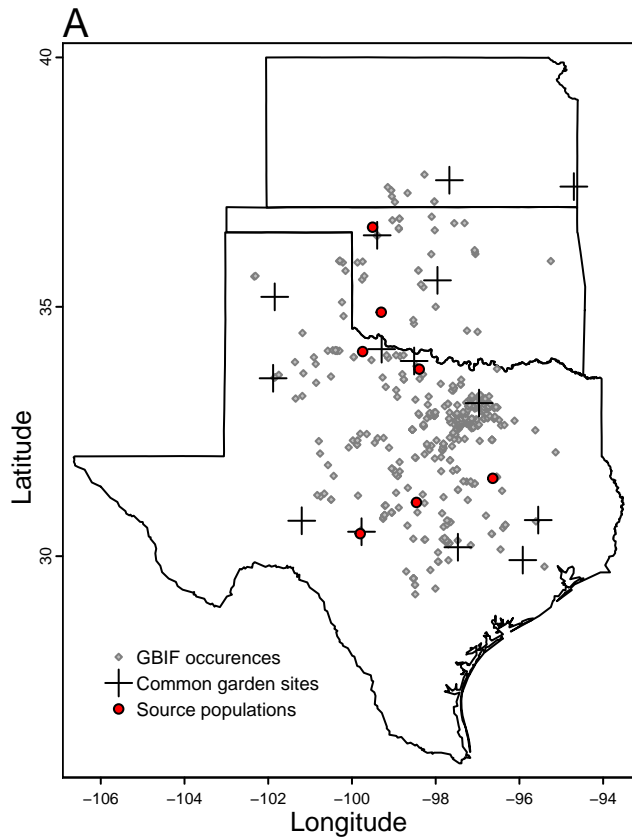 A
40
35
30
Latitude
GBIF occurences
Common garden sites
Source populations
−106 −104 −102 −100 −98 −96 −94
Longitude